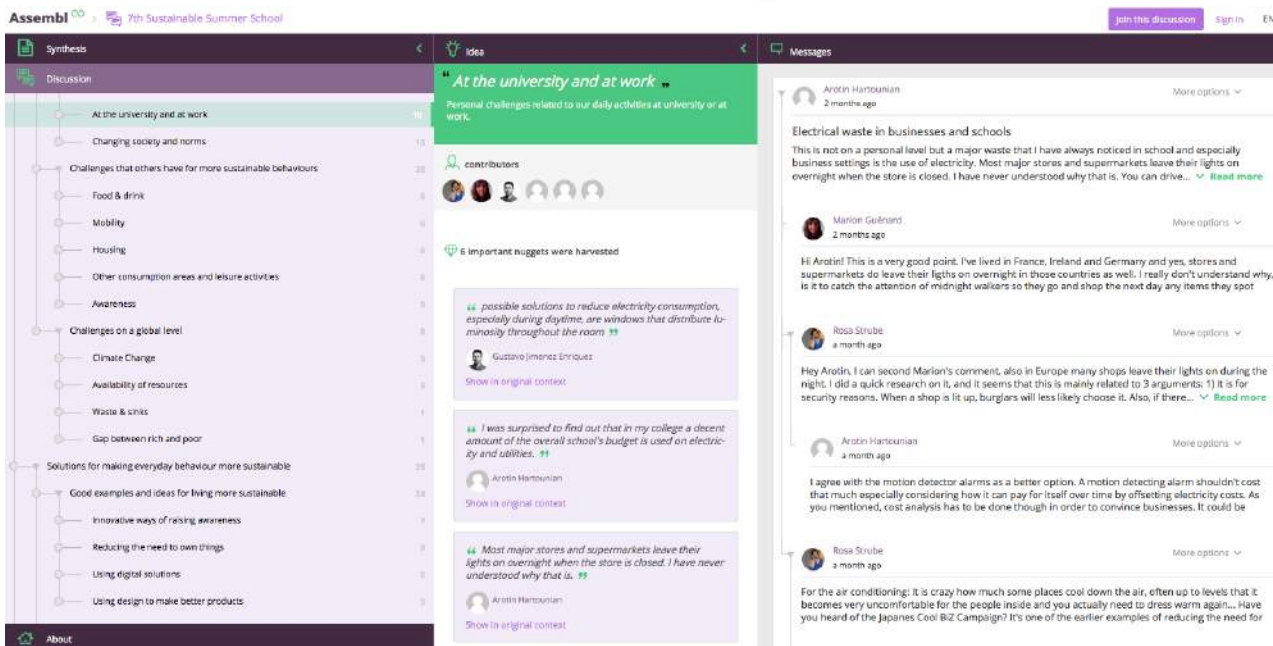 Assembl
7th Sustainable Summer School
Join this discussion
Sign in
EN
Synthesis
Discussion
At the university and at work
Changing society and norms
Challenges that others have for more sustainable behaviours
Food & drink
Mobility
Housing
Other consumption areas and leisure activities
Awareness
Challenges on a global level
Climate Change
Availability of resources
Waste & sinks
Gap between rich and poor
Solutions for making everyday behaviour more sustainable
Good examples and ideas for living more sustainable
Innovative ways of raising awareness
Reducing the need to own things
Using digital solutions
Using design to make better products
About
Idea
" At the university and at work "
Personal challenges related to our daily activities at university or at
work.
contributors
6 important nuggets were harvested
“ possible solutions to reduce electricity consumption,
especially during daytime, are windows that distribute lu-
minosity throughout the room ”
Gustavo Jimenez Enriquez
Show in original context
“ I was surprised to find out that in my college a decent
amount of the overall school's budget is used on electric-
ity and utilities. ”
Arotin Hartounian
Show in original context
“ Most major stores and supermarkets leave their
lights on overnight when the store is closed. I have never
understood why that is. ”
Arotin Hartounian
Show in original context
Messages
Arotin Hartounian
More options
2 months ago
Electrical waste in businesses and schools
This is not on a personal level but a major waste that I have always noticed in school and especially
business settings is the use of electricity. Most major stores and supermarkets leave their lights on
overnight when the store is closed. I have never understood why that is. You can drive... Read more
Marion Guénard
More options
2 months ago
Hi Arotin! This is a very good point. I've lived in France, Ireland and Germany and yes, stores and
supermarkets do leave their ligths on overnight in those countries as well. I really don't understand why,
is it to catch the attention of midnight walkers so they go and shop the next day any items they spot
Rosa Strube
More options
a month ago
Hey Arotin, I can second Marion's comment, also in Europe many shops leave their lights on during the
night. I did a quick research on it, and it seems that this is mainly related to 3 arguments: 1) It is for
security reasons. When a shop is lit up, burglars will less likely choose it. Also, if there... Read more
Arotin Hartounian
More options
a month ago
I agree with the motion detector alarms as a better option. A motion detecting alarm shouldn't cost
that much especially considering how it can pay for itself over time by offsetting electricity costs. As
you mentioned, cost analysis has to be done though in order to convince businesses. It could be
Rosa Strube
More options
a month ago
For the air conditioning: it is crazy how much some places cool down the air, often up to levels that it
becomes very uncomfortable for the people inside and you actually need to dress warm again... Have
you heard of the Japanes Cool BiZ Campaign? It's one of the earlier examples of reducing the need for